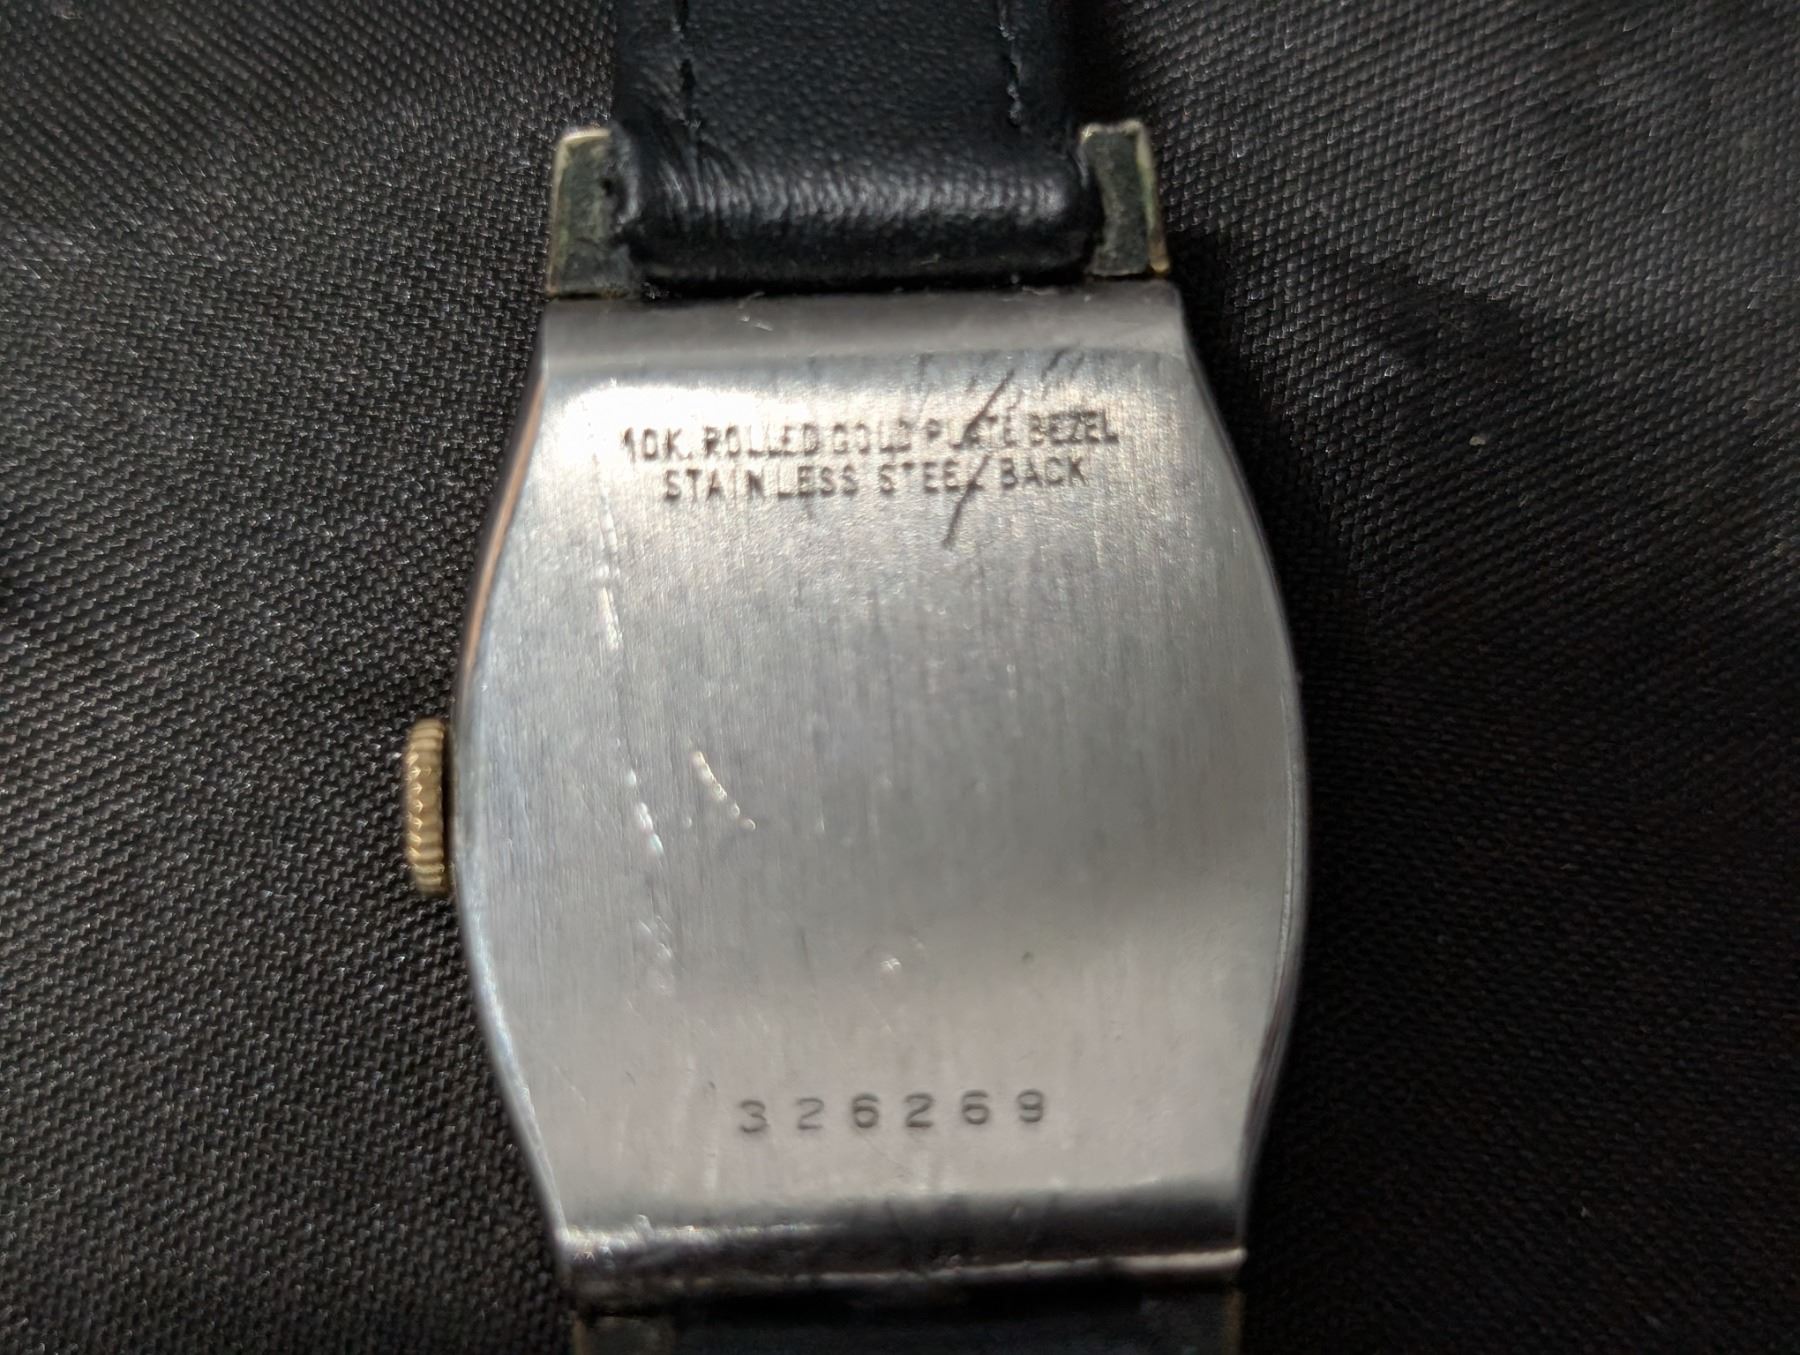 10K. ROLLED GOLD PLATE BEZEL
STAINLESS STEEL BACK
326269